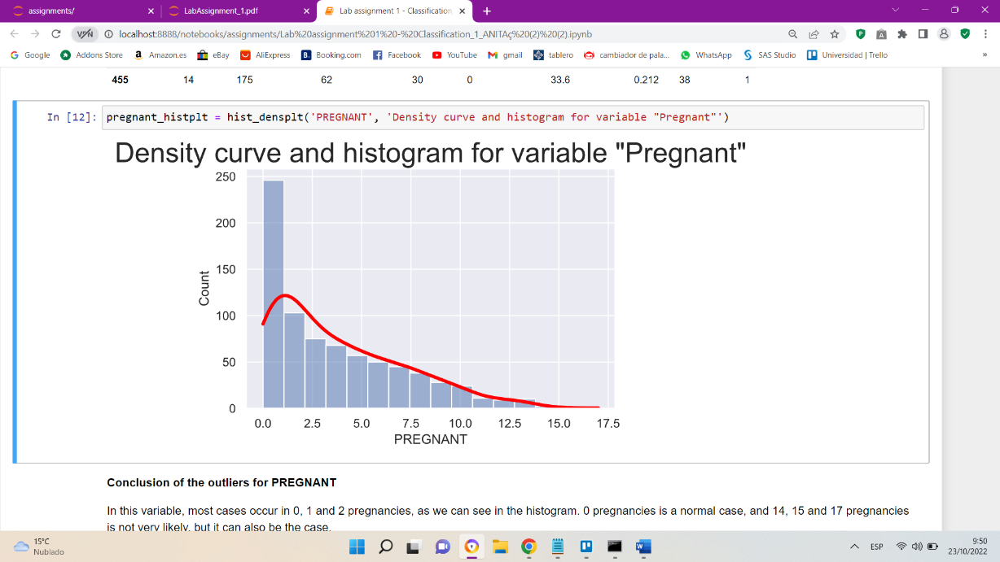 assignments/
LabAssignment_1.pdf
Lab assignment 1 - Classification_
VPN
localhost:8888/notebooks/assignments/Lab%20assignment%201%20-%20Classification_1_ANITAç%20(2)%20(2).ipynb
Google
Addons Store
Amazon.es
eBay
AliExpress
Booking.com
Facebook
YouTube
gmail
tablero
cambiador de pala...
WhatsApp
SAS Studio
Universidad | Trello
»
455 14 175 62 30 0 33.6 0.212 38 1
In [12]: pregnant_histplt = hist_densplt('PREGNANT', 'Density curve and histogram for variable "Pregnant"')
Density curve and histogram for variable "Pregnant"
250
200
150
100
50
0
Count
0.0 2.5 5.0 7.5 10.0 12.5 15.0 17.5
PREGNANT
Conclusion of the outliers for PREGNANT
In this variable, most cases occur in 0, 1 and 2 pregnancies, as we can see in the histogram. 0 pregnancies is a normal case, and 14, 15 and 17 pregnancies
is not very likely, but it can also be the case.
15°C
Nublado
ESP
9:50
23/10/2022